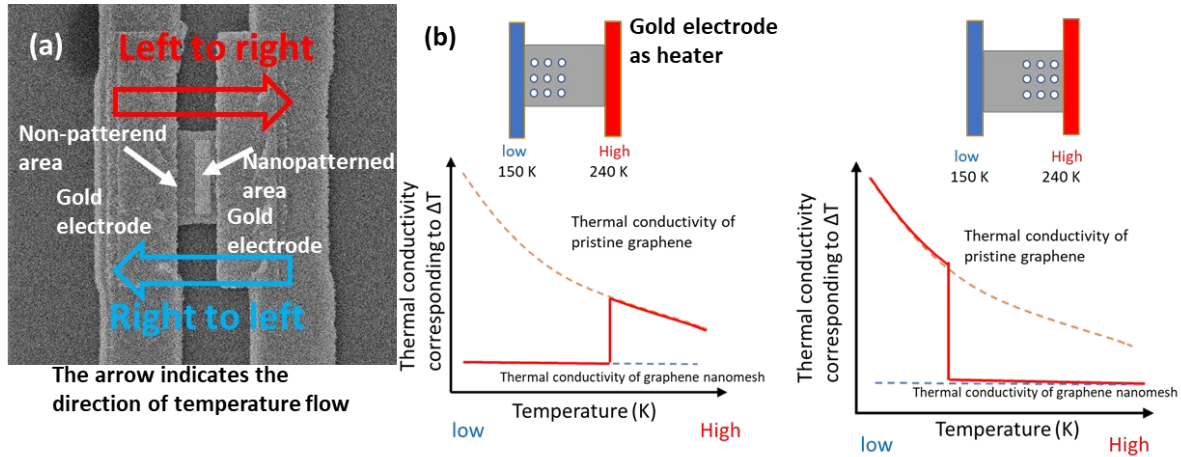 (a)
Left to right
Non-patterend
area
Nanopatterned
area
Gold
electrode
Gold
electrode
Right to left
The arrow indicates the
direction of temperature flow
(b)
Gold electrode
as heater
low
150 K
High
240 K
Thermal conductivity
corresponding to ΔT
Thermal conductivity of
pristine graphene
Thermal conductivity of graphene nanomesh
Temperature (K)
low
High
low
150 K
High
240 K
Thermal conductivity
corresponding to ΔT
Thermal conductivity of
pristine graphene
Thermal conductivity of graphene nanomesh
Temperature (K)
low
High